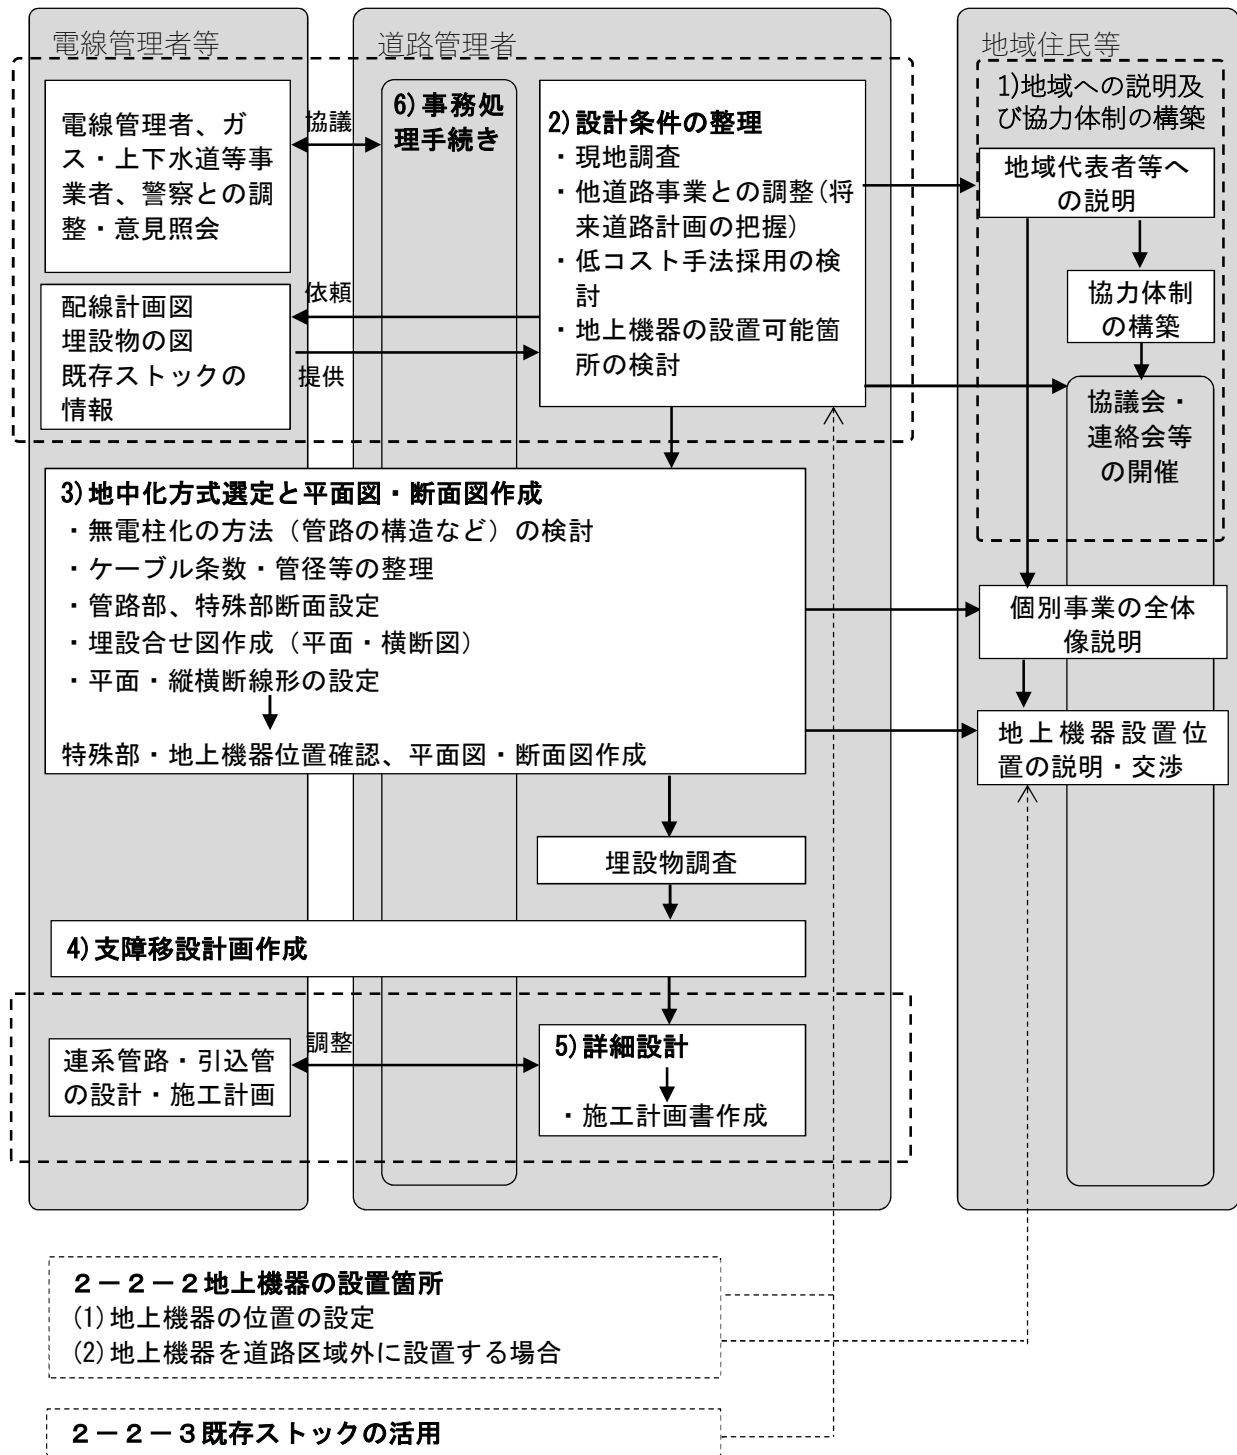 電線管理者等
道路管理者
地域住民等
電線管理者、ガ
ス・上下水道等事
業者、警察との調
整・意見照会
協議
6)事務処
理手続き
2)設計条件の整理
・現地調査
・他道路事業との調整(将
来道路計画の把握)
・低コスト手法採用の検
討
・地上機器の設置可能箇
所の検討
1)地域への説明及
び協力体制の構築
地域代表者等へ
の説明
協力体制
の構築
協議会・
連絡会等
の開催
配線計画図
埋設物の図
既存ストックの
情報
依頼
提供
3)地中化方式選定と平面図・断面図作成
・無電柱化の方法（管路の構造など）の検討
・ケーブル条数・管径等の整理
・管路部、特殊部断面設定
・埋設合せ図作成（平面・横断図）
・平面・縦横断線形の設定
特殊部・地上機器位置確認、平面図・断面図作成
個別事業の全体
像説明
地上機器設置位
置の説明・交渉
埋設物調査
4)支障移設計画作成
連系管路・引込管
の設計・施工計画
調整
5)詳細設計
・施工計画書作成
２－２－２地上機器の設置箇所
(1)地上機器の位置の設定
(2)地上機器を道路区域外に設置する場合
２－２－３既存ストックの活用